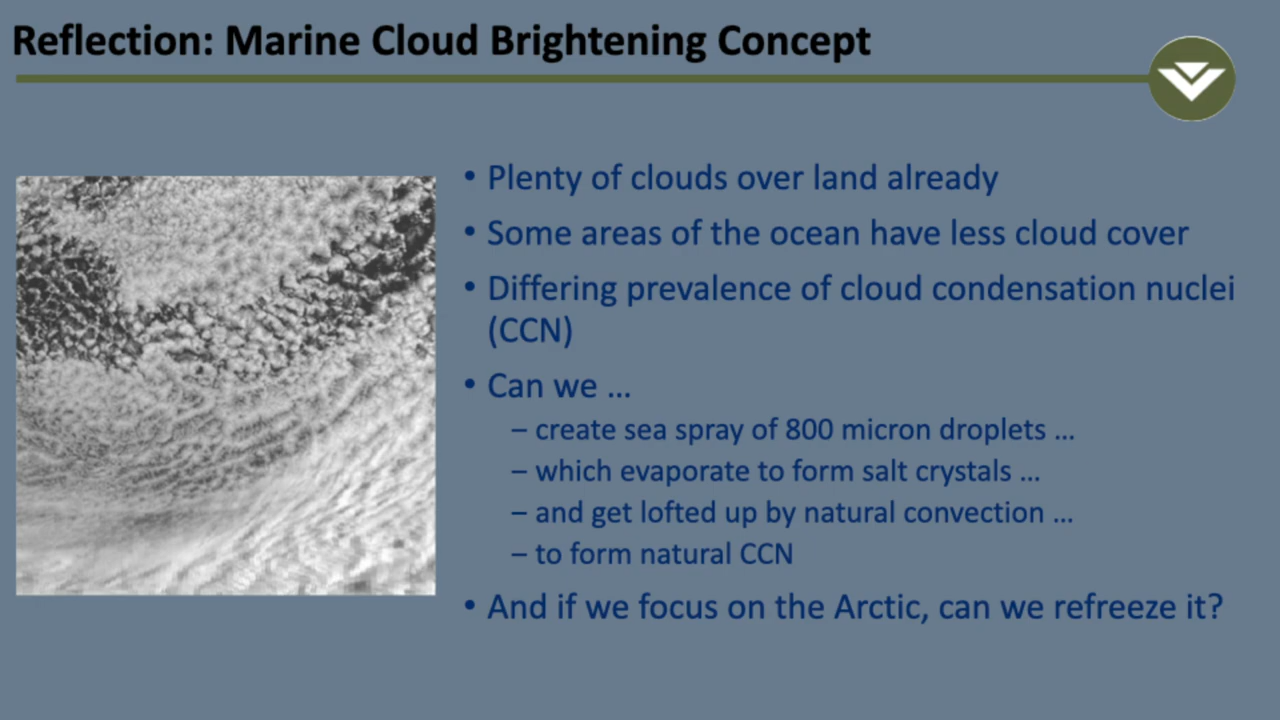 Reflection: Marine Cloud Brightening Concept
• Plenty of clouds over land already
• Some areas of the ocean have less cloud cover
• Differing prevalence of cloud condensation nuclei
(CCN)
• Can we ...
– create sea spray of 800 micron droplets ...
– which evaporate to form salt crystals ...
– and get lofted up by natural convection ...
– to form natural CCN
• And if we focus on the Arctic, can we refreeze it?